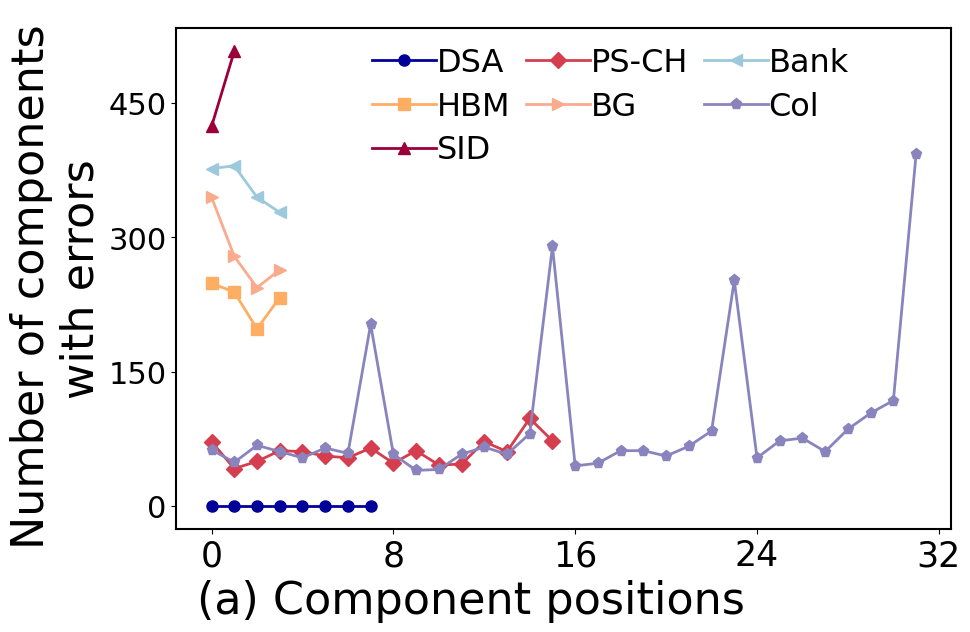 Number of components
with errors
450
300
150
0
DSA
HBM
SID
PS-CH
BG
Bank
Col
0 8 16 24 32
(a) Component positions